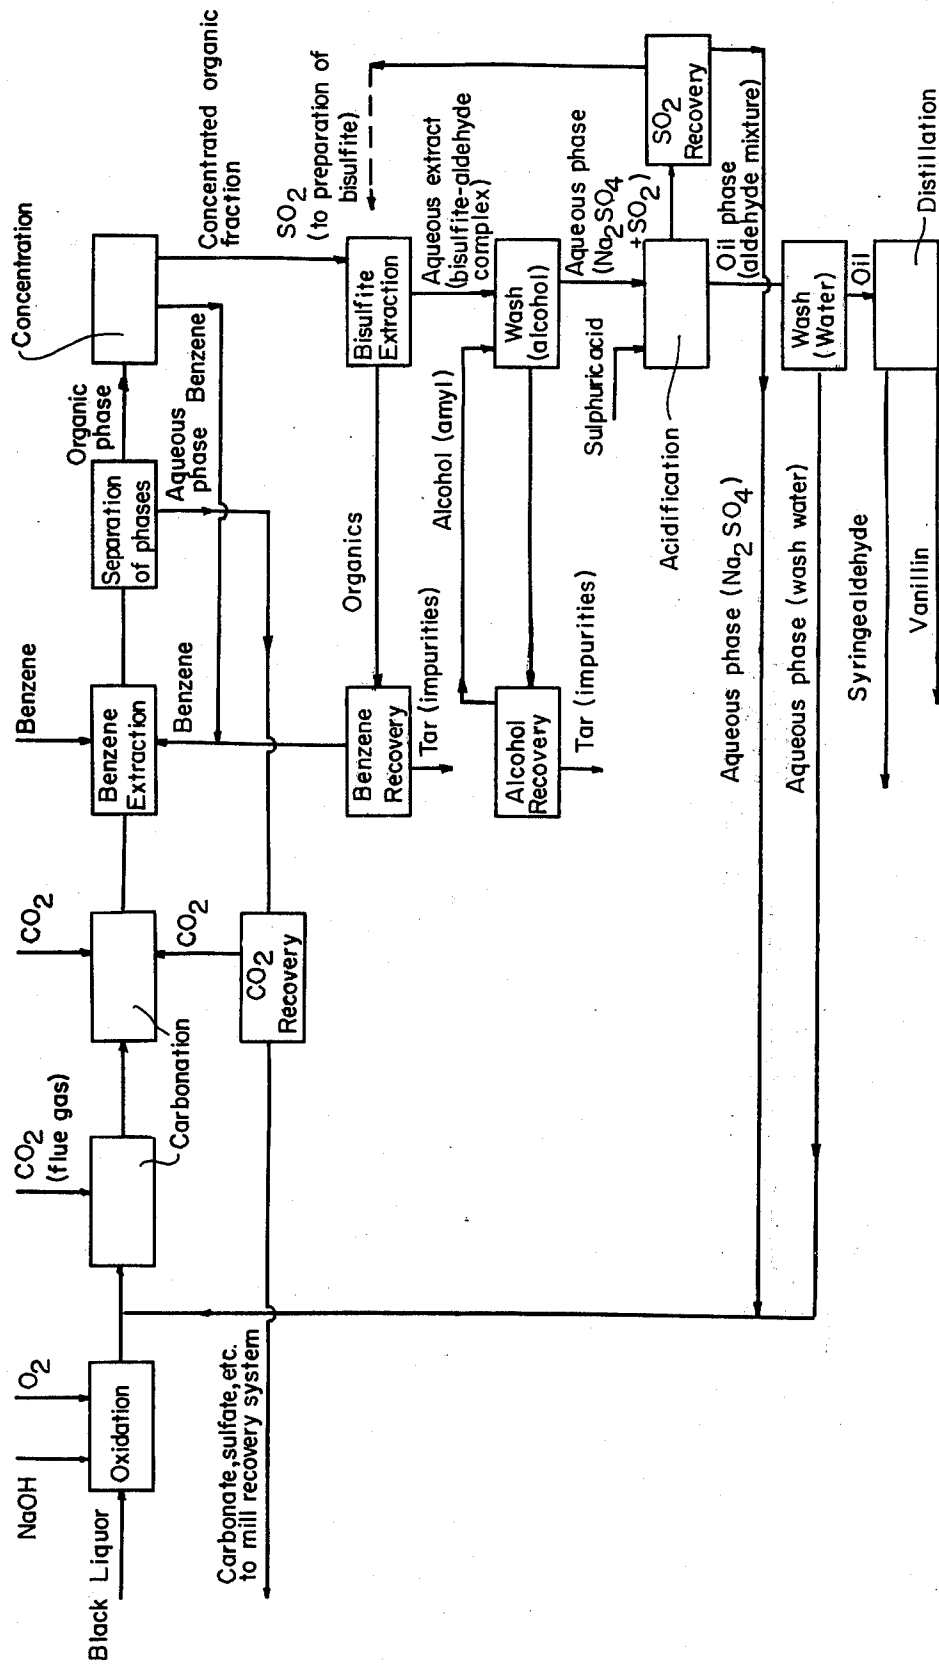 Black Liquor
NaOH
O2
Oxidation
CO2
(flue gas)
Carbonation
CO2
CO2
CO2
Recovery
Carbonate, sulfate, etc.
to mill recovery system
Benzene
Benzene
Extraction
Benzene
Separation
of phases
Organic
phase
Aqueous
phase
Benzene
Concentration
Concentrated organic
fraction
SO2
(to preparation of
bisulfite)
Bisulfite
Extraction
Organics
Benzene
Recovery
Tar (impurities)
Aqueous extract
(bisulfite-aldehyde
complex)
Wash
(alcohol)
Alcohol (amyl)
Alcohol
Recovery
Tar (impurities)
Aqueous phase
(Na2SO4
+SO2)
Sulphuricacid
Acidification
SO2
Recovery
Oil phase
(aldehyde mixture)
Aqueous phase (Na2SO4)
Wash
(Water)
Aqueous phase (wash water)
Oil
Distillation
Syringealdehyde
Vanillin